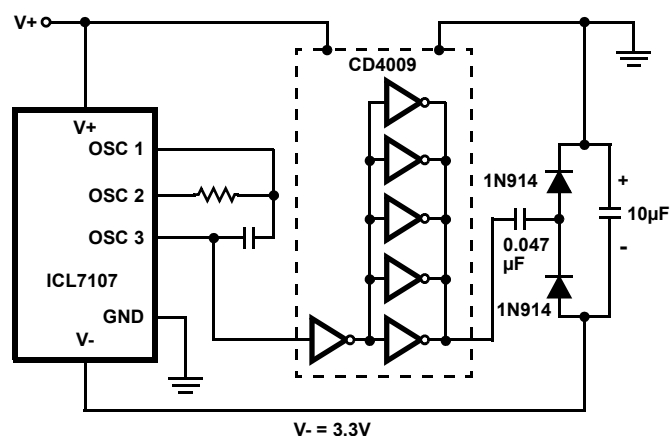 V+
CD4009
V+
OSC 1
OSC 2
OSC 3
ICL7107
GND
V-
1N914
0.047
µF
1N914
+
10µF
-
V- = 3.3V